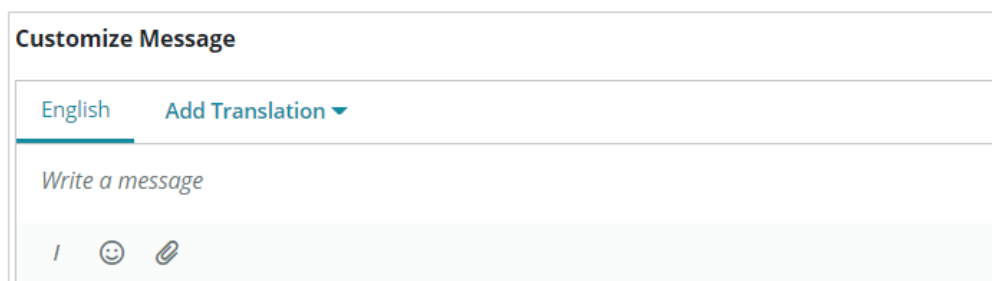 Customize Message
English Add Translation
Write a message
I